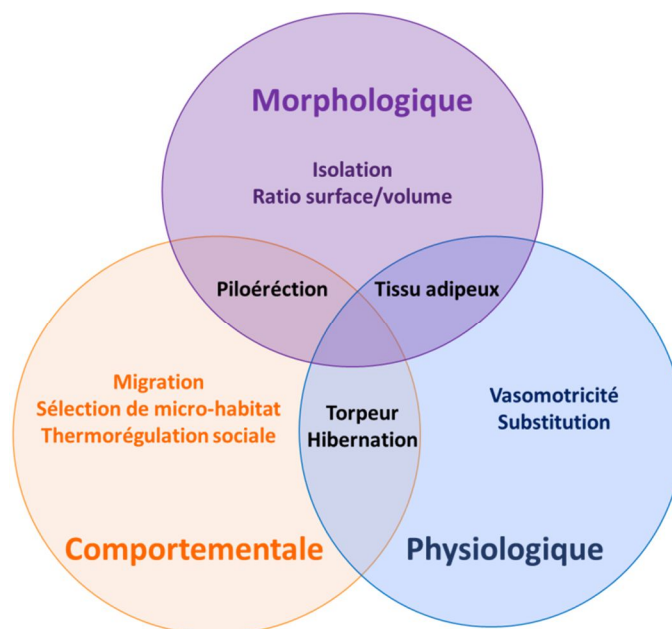 Morphologique
Isolation
Ratio surface/volume
Piloéréction
Tissu adipeux
Migration
Sélection de micro-habitat
Thermorégulation sociale
Torpeur
Hibernation
Vasomotricité
Substitution
Comportementale
Physiologique